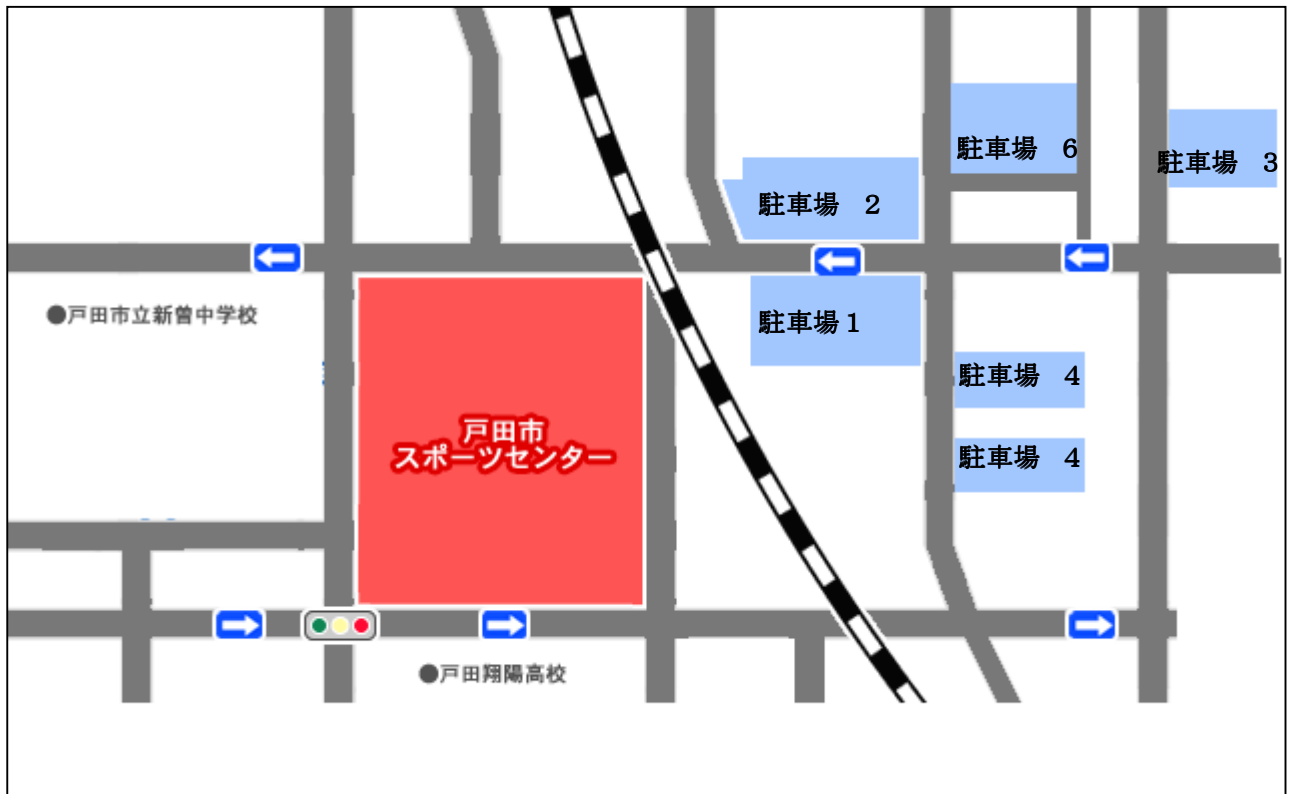 駐車場　6
駐車場　3
駐車場　2
●戸田市立新曽中学校
駐車場１
駐車場　4
戸田市
スポーツセンター
駐車場　4
●戸田翔陽高校